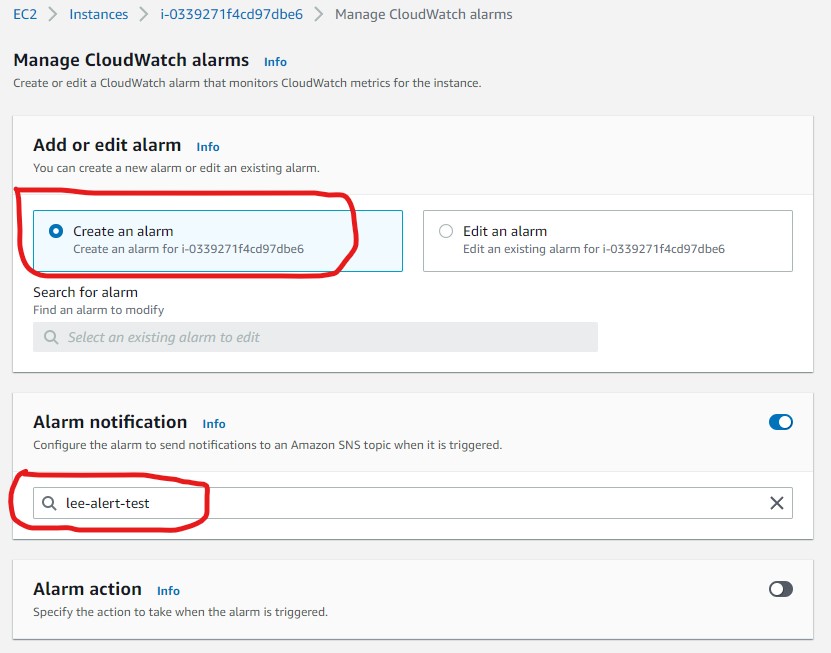 EC2 > Instances > i-0339271f4cd97dbe6 > Manage CloudWatch alarms
Manage CloudWatch alarms Info
Create or edit a CloudWatch alarm that monitors CloudWatch metrics for the instance.
Add or edit alarm Info
You can create a new alarm or edit an existing alarm.
Create an alarm
Create an alarm for i-0339271f4cd97dbe6
Edit an alarm
Edit an existing alarm for i-0339271f4cd97dbe6
Search for alarm
Find an alarm to modify
Select an existing alarm to edit
Alarm notification Info
Configure the alarm to send notifications to an Amazon SNS topic when it is triggered.
lee-alert-test
Alarm action Info
Specify the action to take when the alarm is triggered.